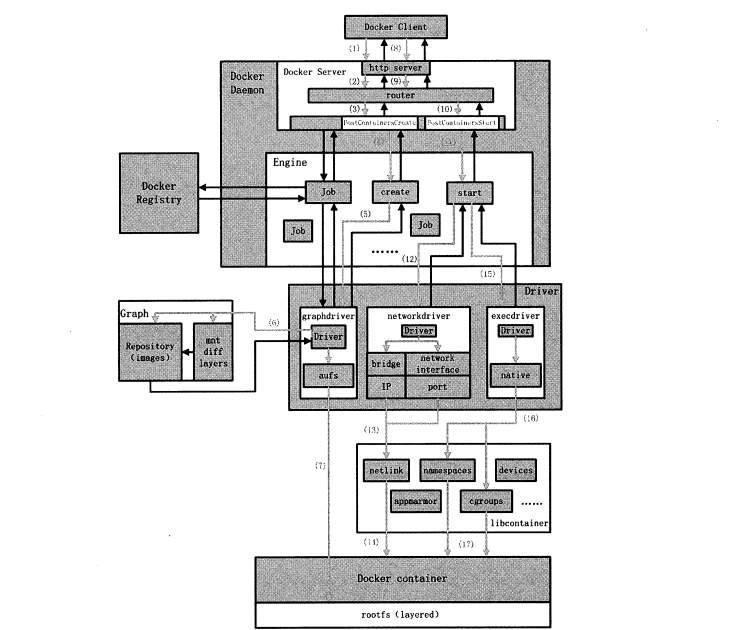 Docker Client
(1)
(8)
Docker
Daemon
Docker Server
http server
(2)
(9)
router
(3)
(10)
PostContainersCreate
PostContainersStart
Engine
Docker
Registry
Job
create
start
(5)
Job
Job
......
(12)
(15)
Driver
Graph
(6)
graphdriver
networkdriver
execdriver
Driver
Driver
Driver
Repository
(images)
mnt
diff
layers
bridge
network
interface
aufs
native
IP
port
(13)
(16)
(7)
netlink
namespaces
devices
appmarmor
cgroups
......
libcontainer
(14)
(17)
Docker container
rootfs (layered)